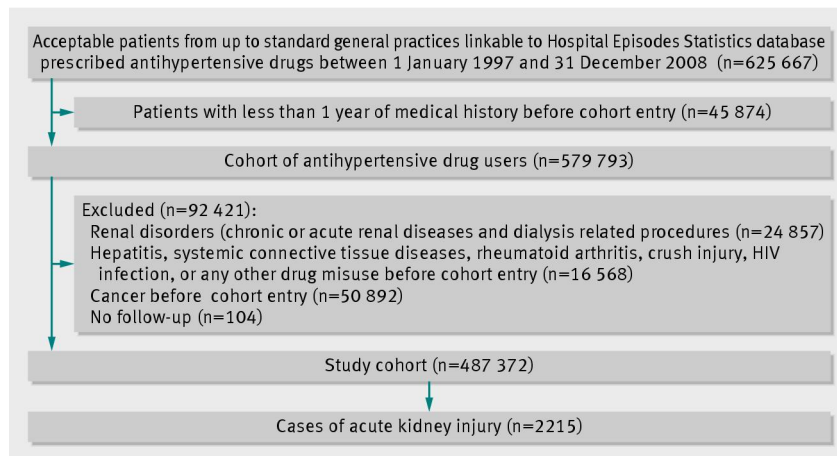 Acceptable patients from up to standard general practices linkable to Hospital Episodes Statistics database
prescribed antihypertensive drugs between 1 January 1997 and 31 December 2008 (n=625 667)
Patients with less than 1 year of medical history before cohort entry (n=45 874)
Cohort of antihypertensive drug users (n=579 793)
Excluded (n=92 421):
Renal disorders (chronic or acute renal diseases and dialysis related procedures (n=24 857)
Hepatitis, systemic connective tissue diseases, rheumatoid arthritis, crush injury, HIV
infection, or any other drug misuse before cohort entry (n=16 568)
Cancer before cohort entry (n=50 892)
No follow-up (n=104)
Study cohort (n=487 372)
Cases of acute kidney injury (n=2215)